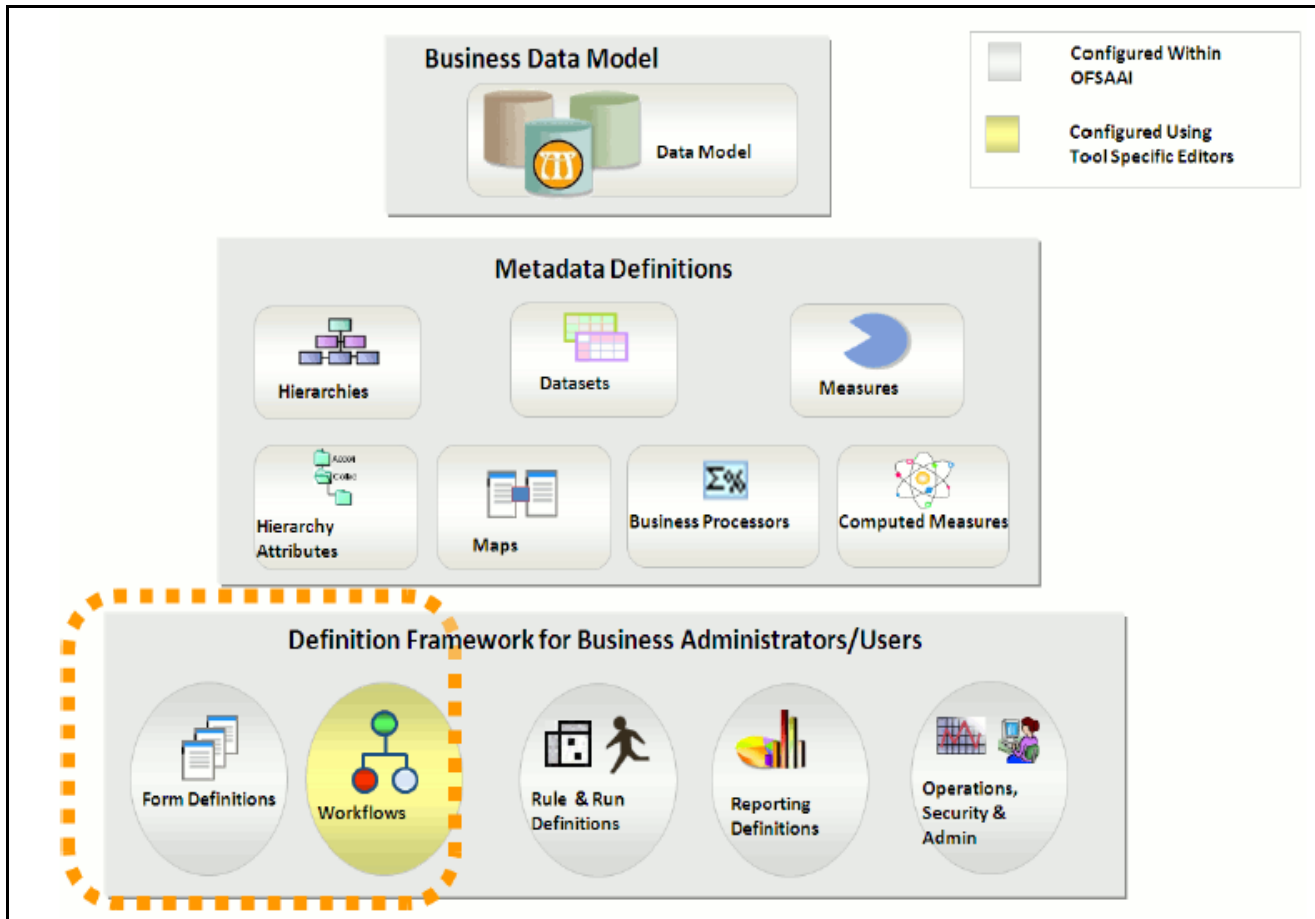 Business Data Model
Data Model
Configured Within
OFSAAI
Configured Using
Tool Specific Editors
Metadata Definitions
Hierarchies
Datasets
Measures
Accou
Collec
Hierarchy
Attributes
Maps
Σ%
Business Processors
Computed Measures
Definition Framework for Business Administrators/Users
Form Definitions
Workflows
Rule & Run
Definitions
Reporting
Definitions
Operations,
Security &
Admin